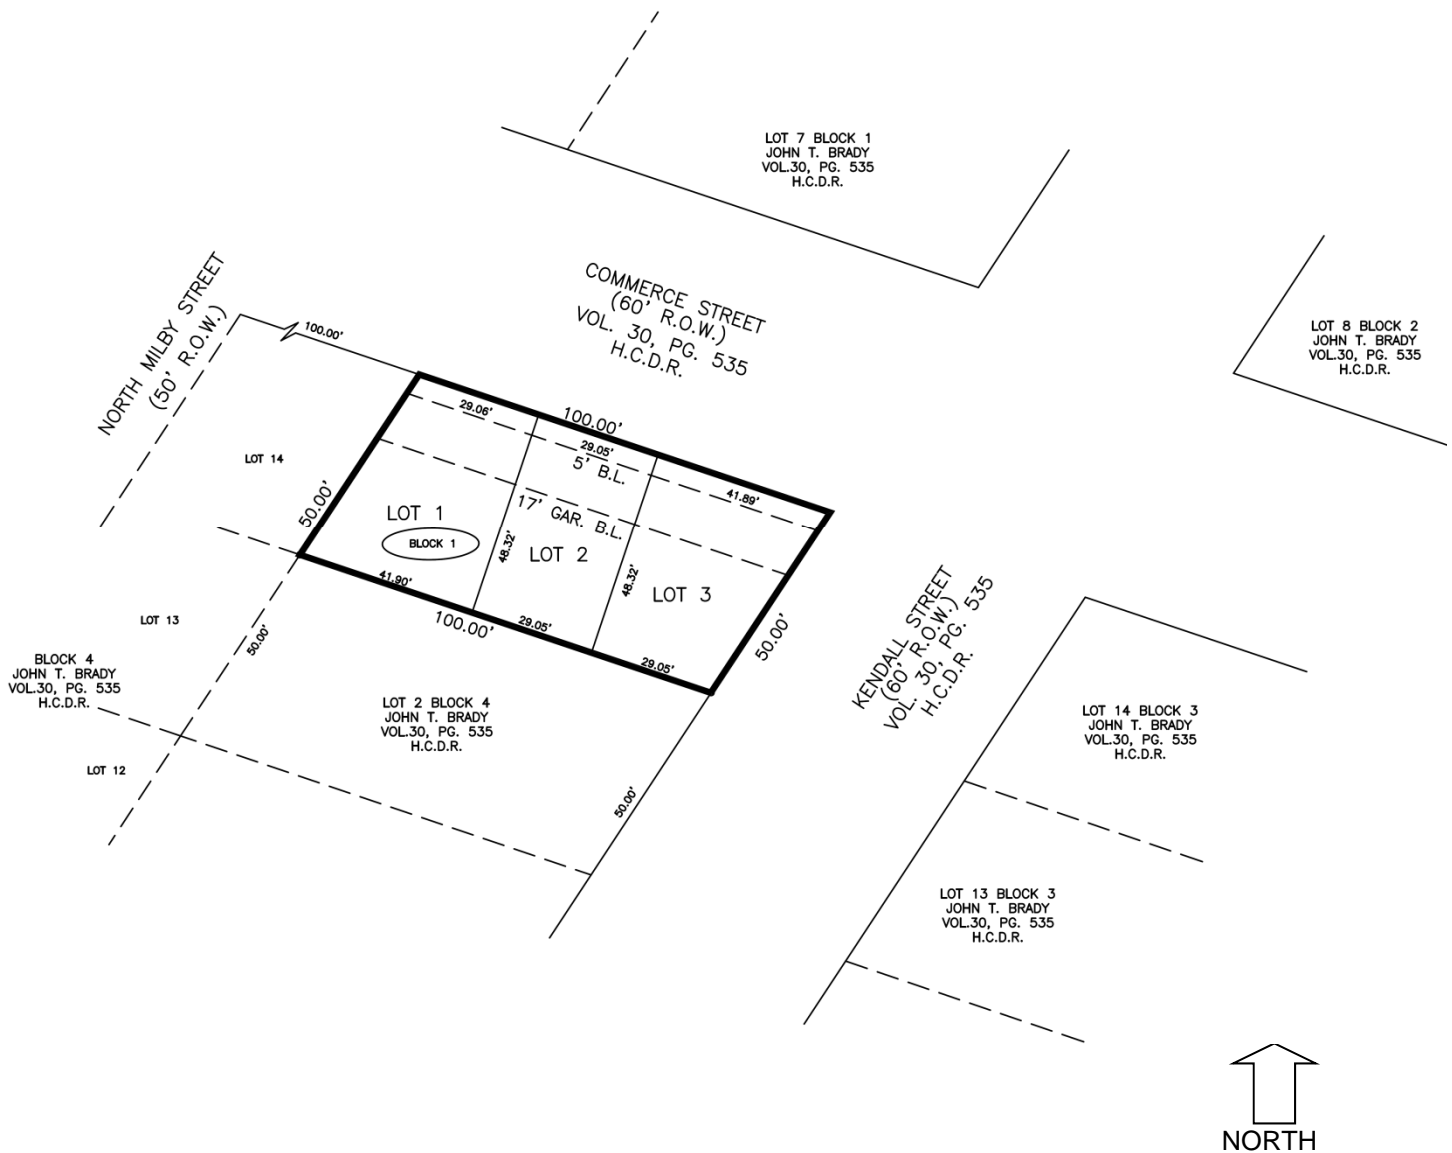 LOT 7 BLOCK 1
JOHN T. BRADY
VOL.30, PG. 535
H.C.D.R.
COMMERCE STREET
(60' R.O.W.)
VOL. 30, PG. 535
H.C.D.R.
NORTH MILBY STREET
(50' R.O.W.)
100.00'
LOT 8 BLOCK 2
JOHN T. BRADY
VOL.30, PG. 535
H.C.D.R.
29.06'
100.00'
29.05'
5' B.L.
41.89'
LOT 14
50.00'
LOT 1
BLOCK 1
17' GAR. B.L.
48.32'
LOT 2
48.32'
LOT 3
41.90'
100.00'
29.05'
29.05'
50.00'
KENDALL STREET
(60' R.O.W.)
VOL. 30, PG. 535
H.C.D.R.
LOT 13
50.00'
BLOCK 4
JOHN T. BRADY
VOL.30, PG. 535
H.C.D.R.
LOT 2 BLOCK 4
JOHN T. BRADY
VOL.30, PG. 535
H.C.D.R.
LOT 12
50.00'
LOT 14 BLOCK 3
JOHN T. BRADY
VOL.30, PG. 535
H.C.D.R.
LOT 13 BLOCK 3
JOHN T. BRADY
VOL.30, PG. 535
H.C.D.R.
NORTH